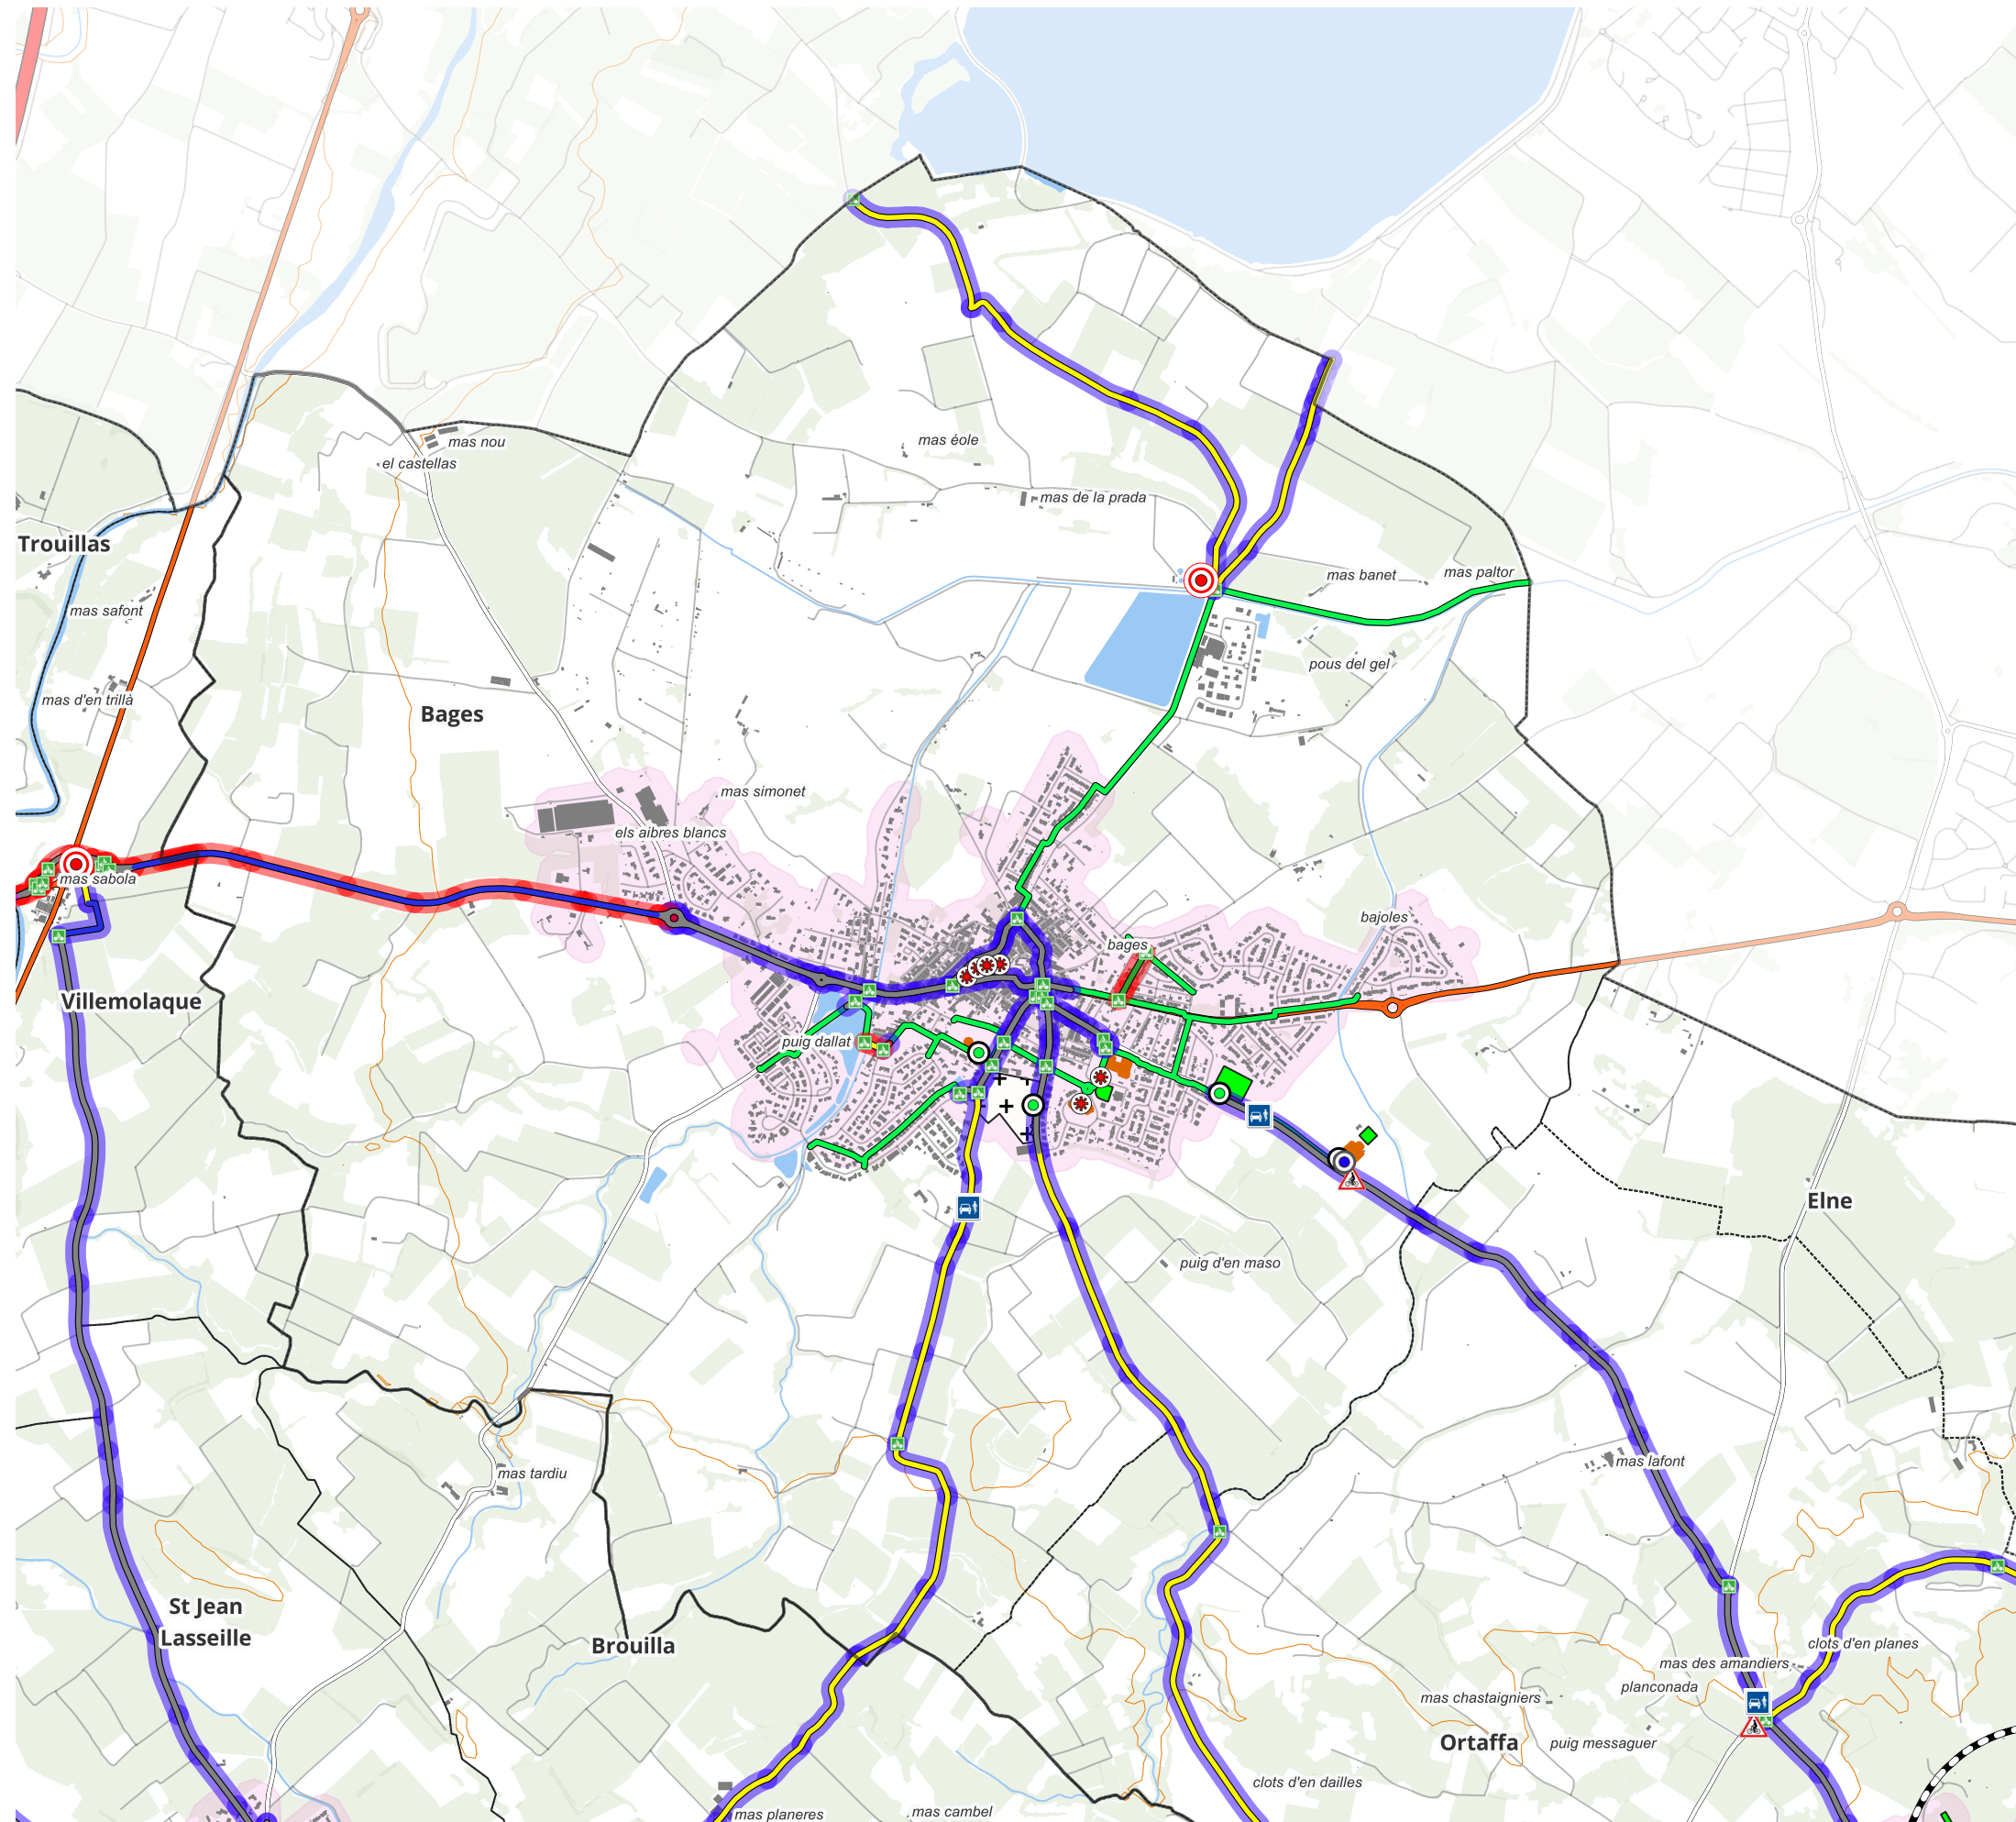 mas nou
mas éole
el castellas
mas de la prada
Trouillas
mas banet
mas paltor
mas safont
pous del gel
mas d'en trillà
Bages
mas simonet
els aibres blancs
mas sabola
bajoles
bages
Villemolaque
puig dallat
Elne
puig d'en maso
mas lafont
mas tardiu
St Jean
Lasseille
Brouilla
clots d'en planes
mas des amandiers
planconada
mas chastaigniers
Ortaffa
puig messaguer
clots d'en dailles
mas planeres
mas cambel